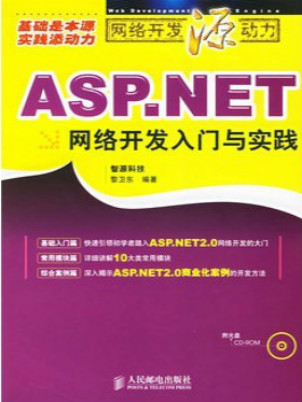 Web Development Engine
基础是本源
实践添动力
网络开发源动力
ASP.NET
网络开发入门与实践
智源科技
黎卫东 编著
基础入门篇 快速引领初学者踏入ASP.NET2.0网络开发的大门
常用模块篇 详细讲解10大类常用模块
综合案例篇 深入揭示ASP.NET2.0商业化案例的开发方法
附光盘
CD-ROM
人民邮电出版社
POSTS & TELECOM PRESS